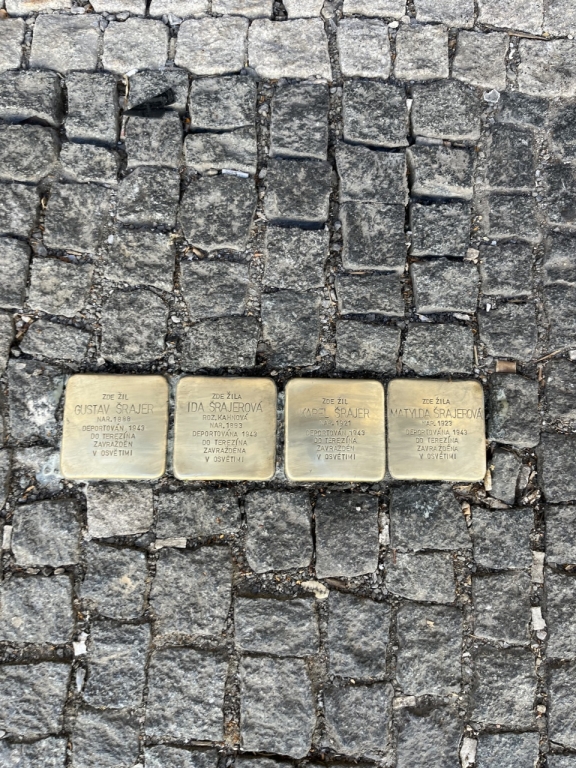 ZDE ŽIL
GUSTAV ŠRAJER
NAR.
DEPORTOVÁN 1943
DO TEREZÍNA
ZAVRAŽDĚN
V OSVĚTIMI
ZDE ŽILA
IDA ŠRAJEROVÁ
ROZ.
NAR. 1893
DEPORTOVÁNA 1943
DO TEREZÍNA
ZAVRAŽDĚNA
V OSVĚTIMI
ZDE ŽIL
KAREL ŠRAJER
NAR. 1921
DEPORTOVÁN 1943
DO TEREZÍNA
ZAVRAŽDĚN
V OSVĚTIMI
ZDE ŽILA
MATYLDA ŠRAJEROVÁ
NAR. 1923
DEPORTOVÁNA 1943
DO TEREZÍNA
ZAVRAŽDĚNA
V OSVĚTIMI